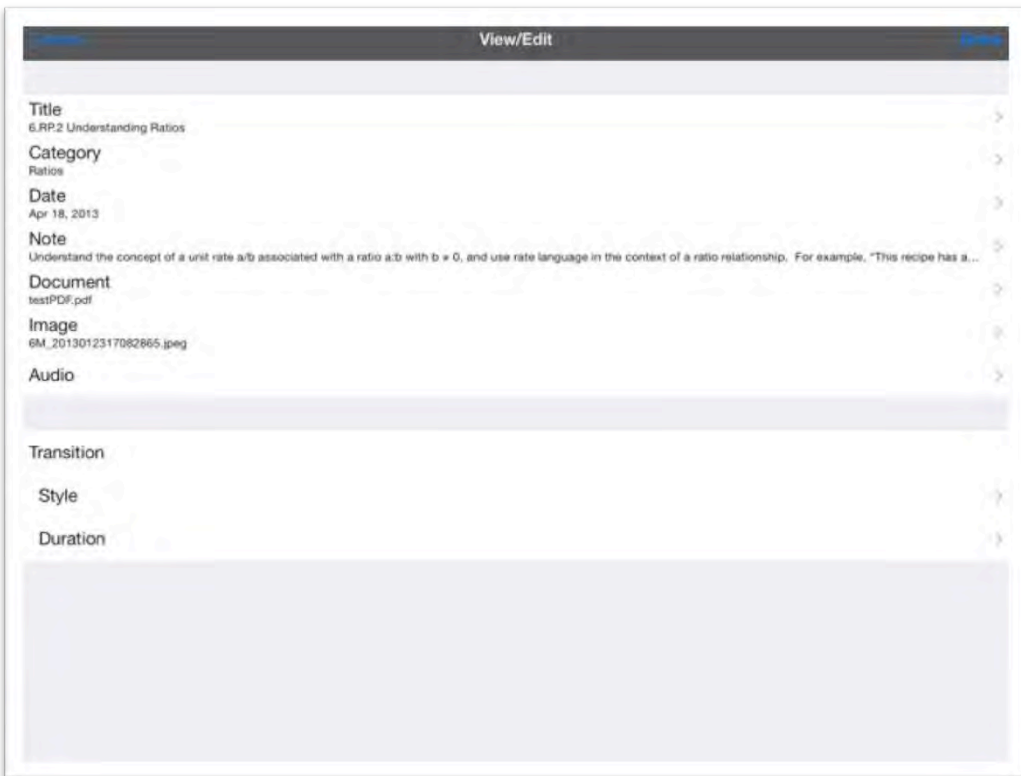 View/Edit
Title
6.RP.2 Understanding Ratios
Category
Ratios
Date
Apr 18, 2013
Note
Understand the concept of a unit rate a/b associated with a ratio a:b with b ≠ 0, and use rate language in the context of a ratio relationship. For example, "This recipe has a...
Document
testPDF.pdf
Image
6M_2013012317082865.jpeg
Audio
Transition
Style
Duration